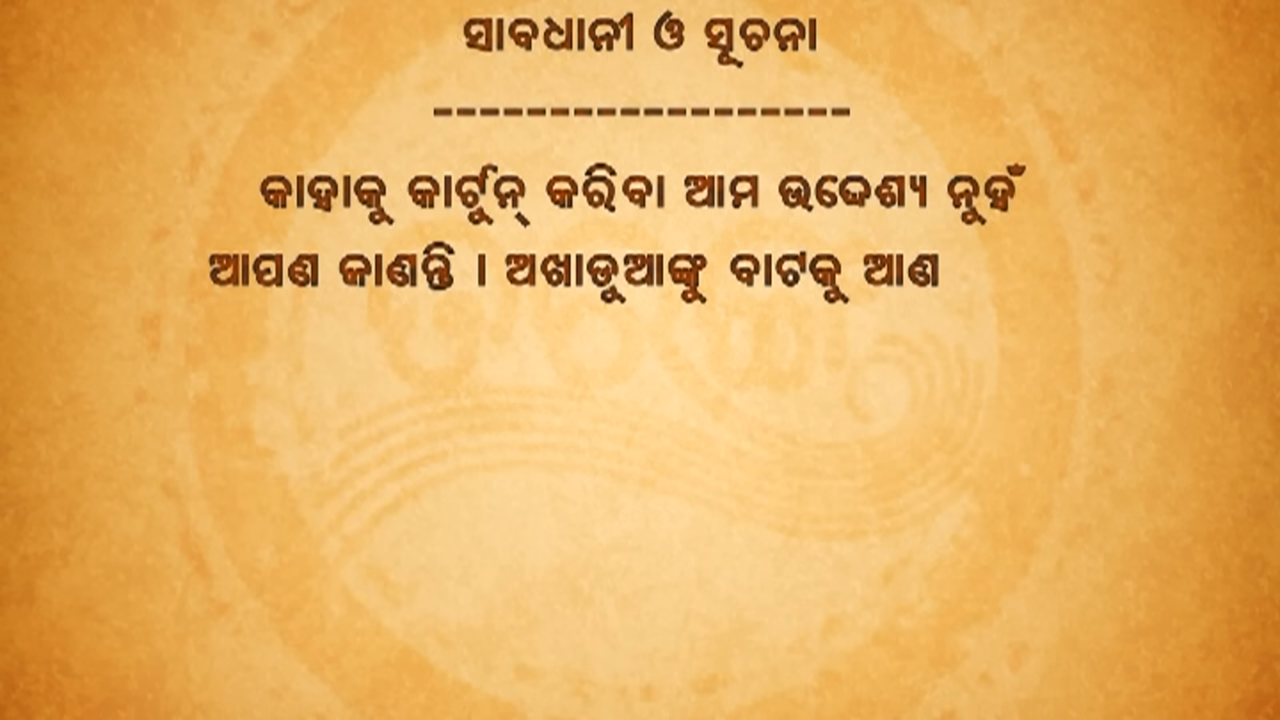 ସାବଧାନୀ ଓ ସୂଚନା
------------------
କାହାକୁ କାର୍ଟୁନ୍ କରିବା ଆମ ଉଦ୍ଦେଶ୍ୟ ନୁହଁ
ଆପଣ ଜାଣନ୍ତି । ଅଖାଡୁଆଙ୍କୁ ବାଟକୁ ଆଣ